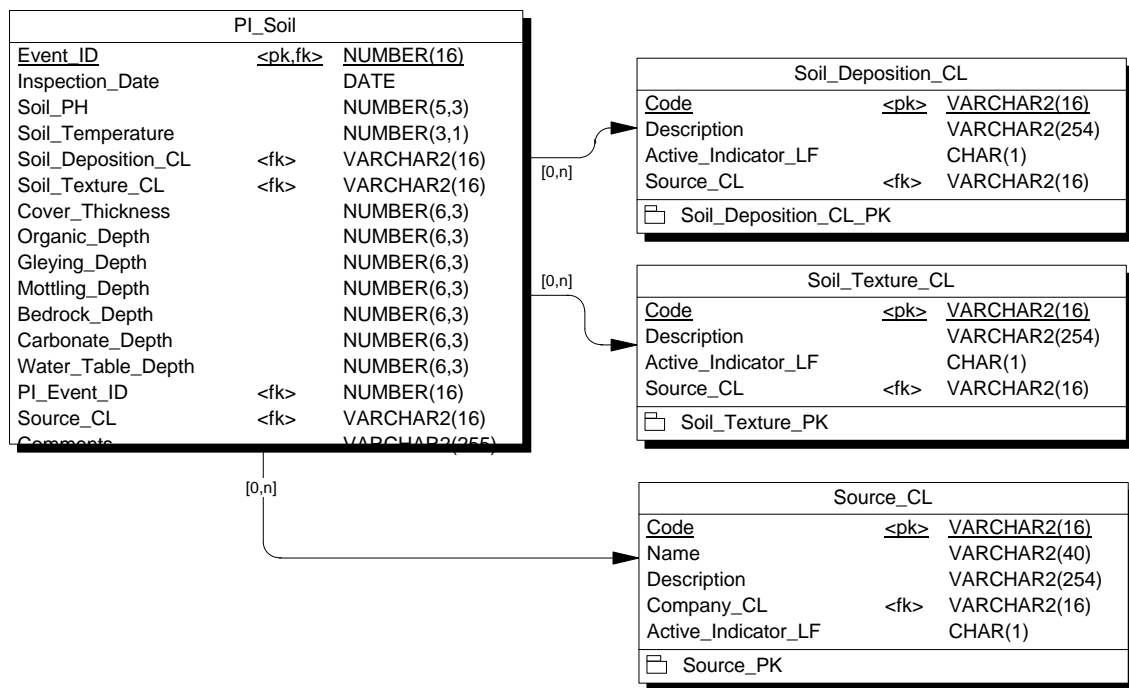 PI_Soil
Event_ID <pk,fk> NUMBER(16)
Inspection_Date DATE
Soil_PH NUMBER(5,3)
Soil_Temperature NUMBER(3,1)
Soil_Deposition_CL <fk> VARCHAR2(16)
Soil_Texture_CL <fk> VARCHAR2(16)
Cover_Thickness NUMBER(6,3)
Organic_Depth NUMBER(6,3)
Gleying_Depth NUMBER(6,3)
Mottling_Depth NUMBER(6,3)
Bedrock_Depth NUMBER(6,3)
Carbonate_Depth NUMBER(6,3)
Water_Table_Depth NUMBER(6,3)
PI_Event_ID <fk> NUMBER(16)
Source_CL <fk> VARCHAR2(16)
Comments VARCHAR2(255)
[0,n]
Soil_Deposition_CL
Code <pk> VARCHAR2(16)
Description VARCHAR2(254)
Active_Indicator_LF CHAR(1)
Source_CL <fk> VARCHAR2(16)
Soil_Deposition_CL_PK
[0,n]
Soil_Texture_CL
Code <pk> VARCHAR2(16)
Description VARCHAR2(254)
Active_Indicator_LF CHAR(1)
Source_CL <fk> VARCHAR2(16)
Soil_Texture_PK
[0,n]
Source_CL
Code <pk> VARCHAR2(16)
Name VARCHAR2(40)
Description VARCHAR2(254)
Company_CL <fk> VARCHAR2(16)
Active_Indicator_LF CHAR(1)
Source_PK